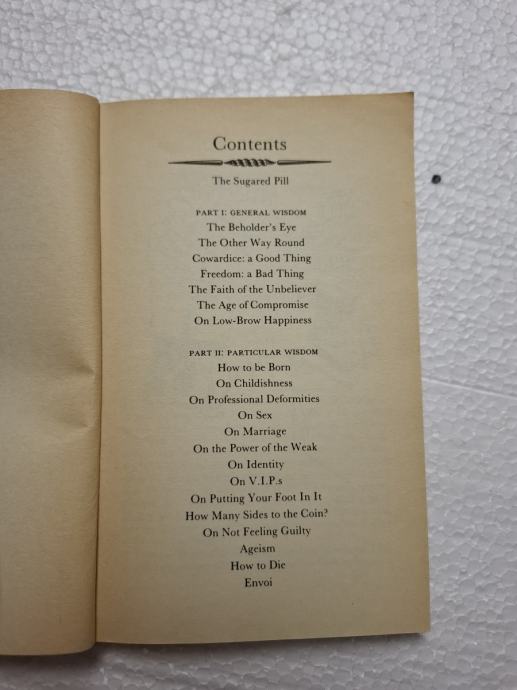 Contents
The Sugared Pill
PART I: GENERAL WISDOM
The Beholder's Eye
The Other Way Round
Cowardice: a Good Thing
Freedom: a Bad Thing
The Faith of the Unbeliever
The Age of Compromise
On Low-Brow Happiness
PART II: PARTICULAR WISDOM
How to be Born
On Childishness
On Professional Deformities
On Sex
On Marriage
On the Power of the Weak
On Identity
On V.I.P.s
On Putting Your Foot In It
How Many Sides to the Coin?
On Not Feeling Guilty
Ageism
How to Die
Envoi